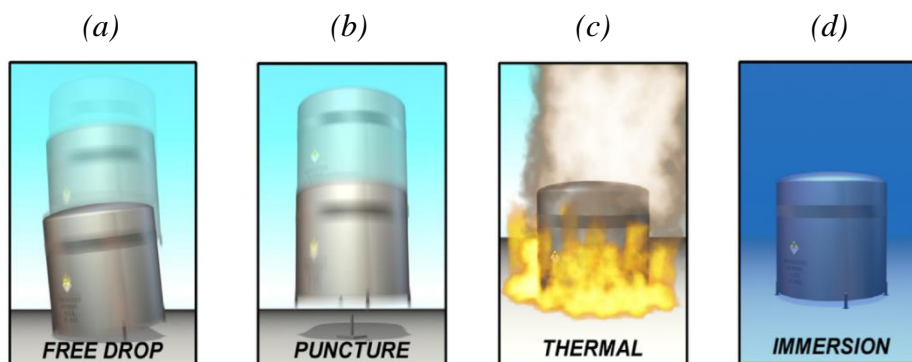 (a)
(b)
(c)
(d)
FREE DROP
PUNCTURE
THERMAL
IMMERSION